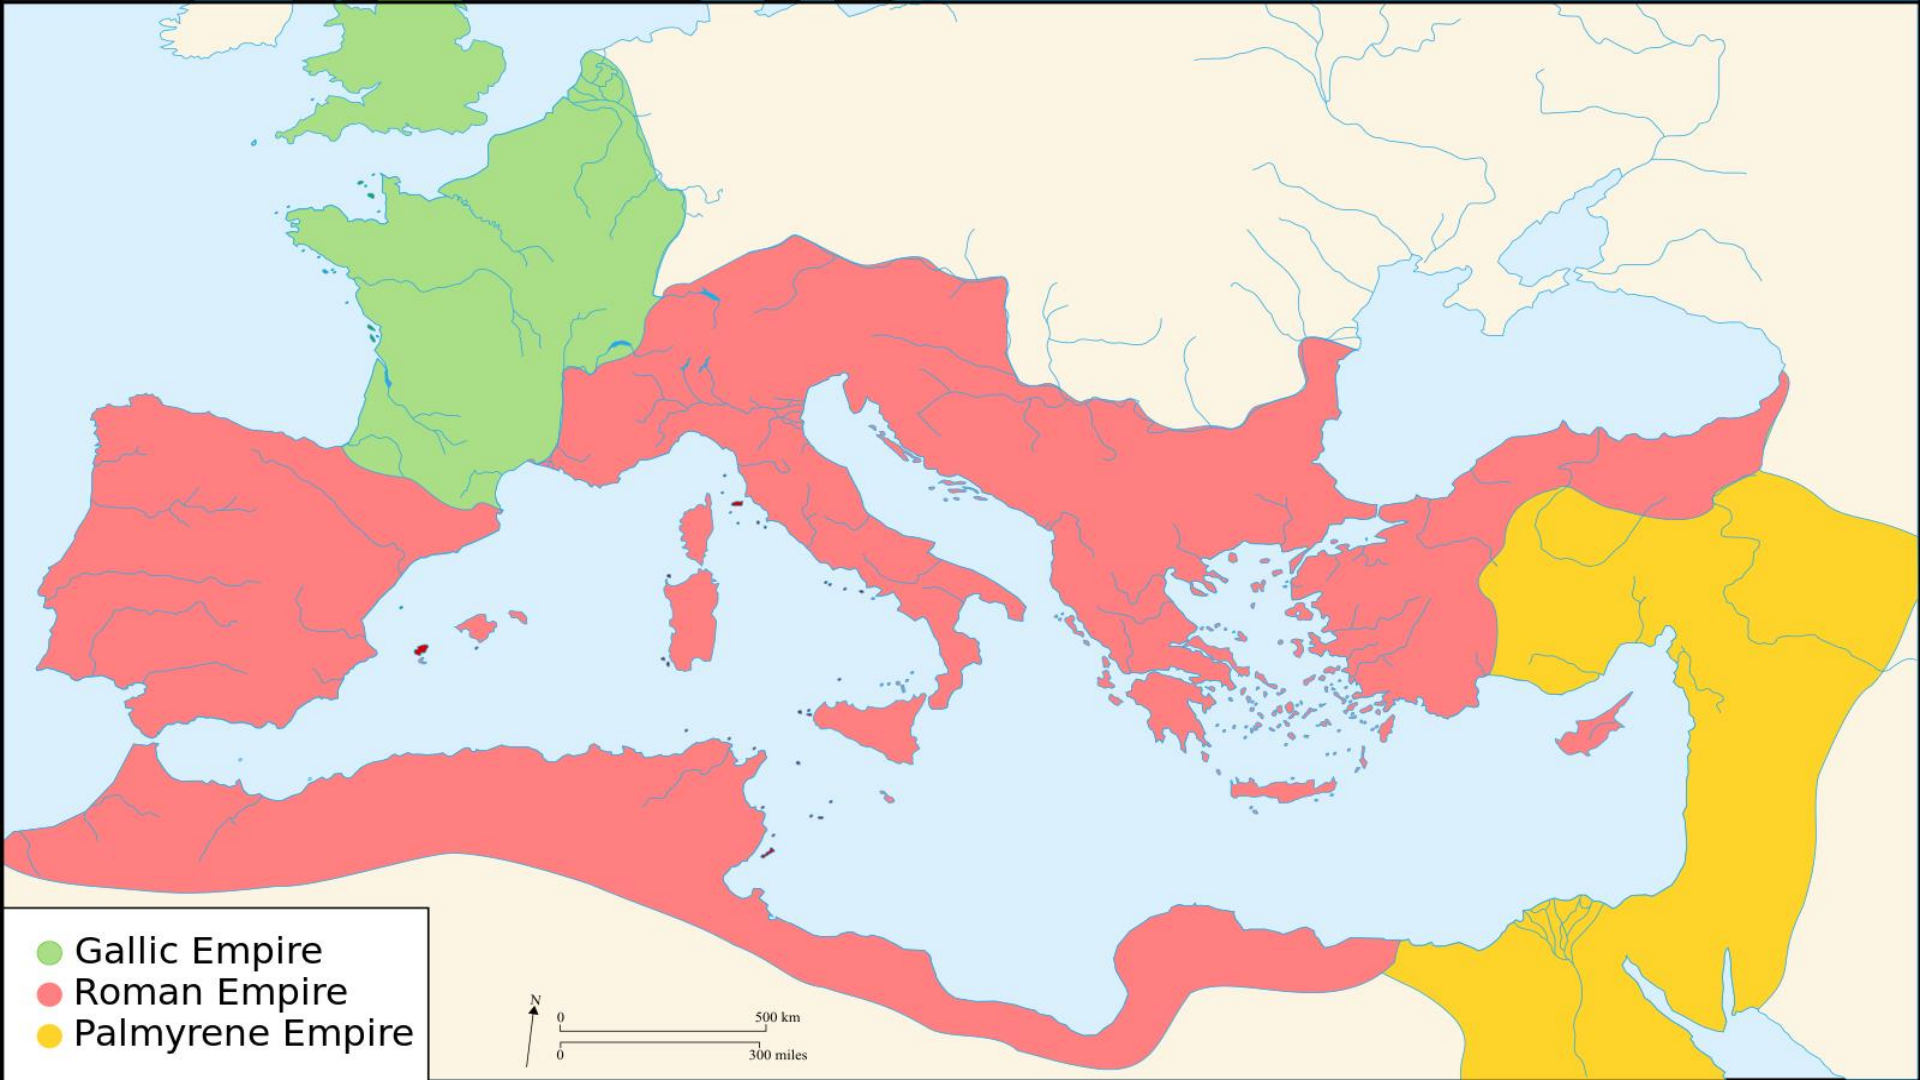 Gallic Empire
Roman Empire
Palmyrene Empire
N
0 500 km
0 300 miles